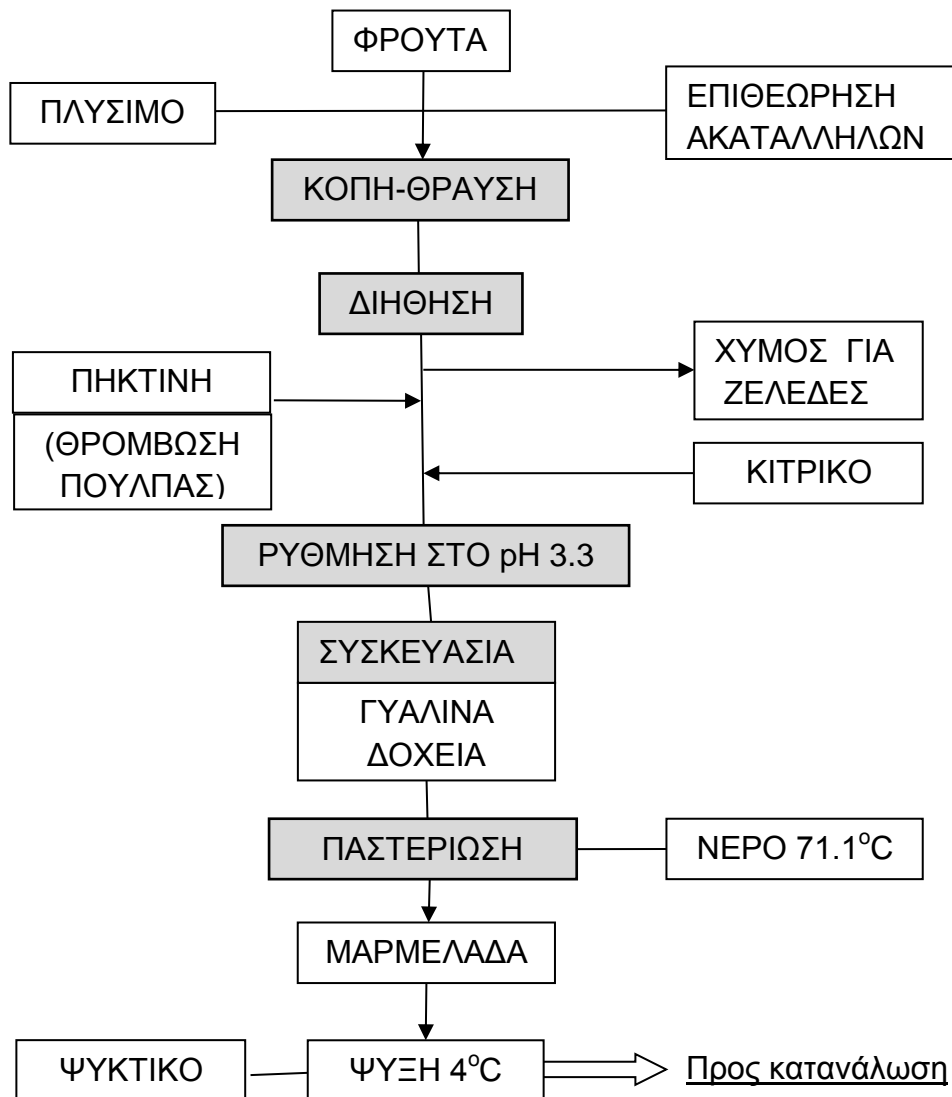 ΦΡΟΥΤΑ
ΠΛΥΣΙΜΟ
ΕΠΙΘΕΩΡΗΣΗ
ΑΚΑΤΑΛΛΗΛΩΝ
ΚΟΠΗ-ΘΡΑΥΣΗ
ΔΙΗΘΗΣΗ
ΧΥΜΟΣ ΓΙΑ
ΖΕΛΕΔΕΣ
ΠΗΚΤΙΝΗ
(ΘΡΟΜΒΩΣΗ
ΠΟΥΛΠΑΣ)
ΚΙΤΡΙΚΟ
ΡΥΘΜΗΣΗ ΣΤΟ pH 3.3
ΣΥΣΚΕΥΑΣΙΑ
ΓΥΑΛΙΝΑ
ΔΟΧΕΙΑ
ΠΑΣΤΕΡΙΩΣΗ
ΝΕΡΟ 71.1°C
ΜΑΡΜΕΛΑΔΑ
ΨΥΚΤΙΚΟ
ΨΥΞΗ 4°C
Προς κατανάλωση